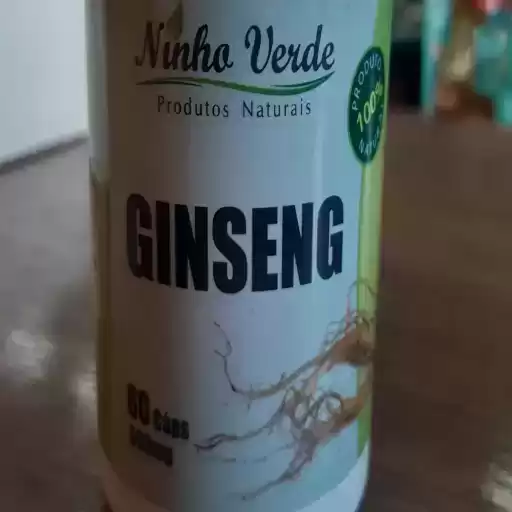 Ninho Verde
Produtos Naturais
PRODUTO
100%
GINSENG
60 cáps